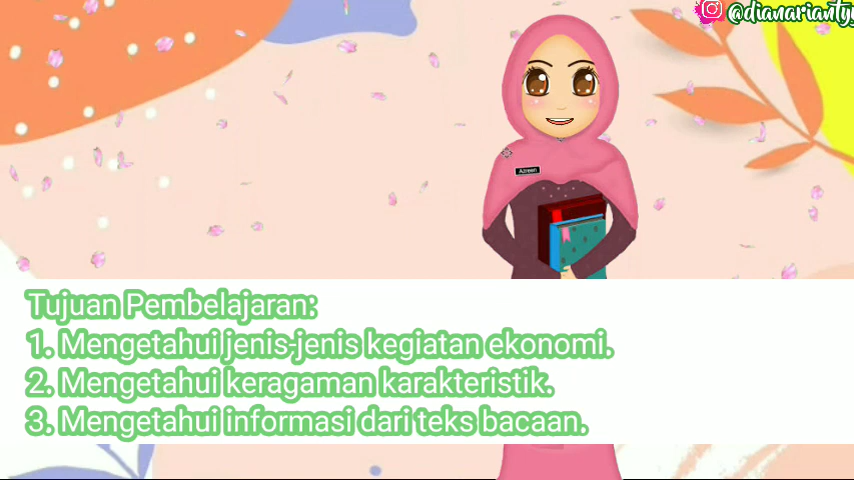 @dianarianty
Azreen
Tujuan Pembelajaran:
1. Mengetahui jenis-jenis kegiatan ekonomi.
2. Mengetahui keragaman karakteristik.
3. Mengetahui informasi dari teks bacaan.